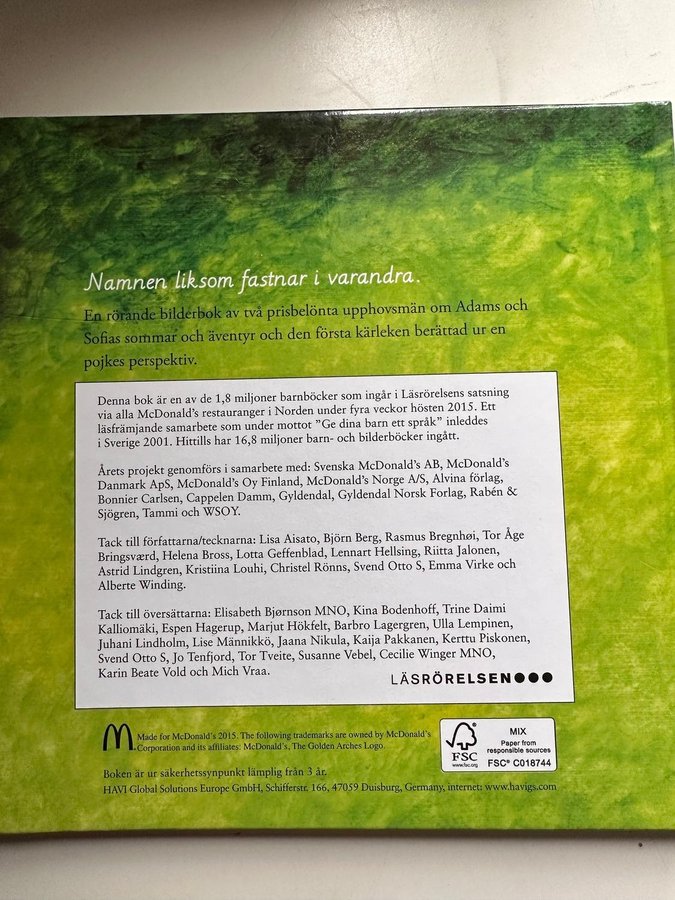 Namnen liksom fastnar i varandra.
En rörande bilderbok av två prisbelönta upphovsmän om Adams och
Sofias sommar och äventyr och den första kärleken berättad ur en
pojkes perspektiv.
Denna bok är en av de 1,8 miljoner barnböcker som ingår i Läsrörelsens satsning
via alla McDonald's restauranger i Norden under fyra veckor hösten 2015. Ett
läsfrämjande samarbete som under mottot ”Ge dina barn ett språk” inleddes
i Sverige 2001. Hittills har 16,8 miljoner barn- och bilderböcker ingått.
Årets projekt genomförs i samarbete med: Svenska McDonald's AB, McDonald's
Danmark ApS, McDonald's Oy Finland, McDonald's Norge A/S, Alvina förlag,
Bonnier Carlsen, Cappelen Damm, Gyldendal, Gyldendal Norsk Forlag, Rabén &
Sjögren, Tammi och WSOY.
Tack till författarna/tecknarna: Lisa Aisato, Björn Berg, Rasmus Bregnhøi, Tor Åge
Bringsværd, Helena Bross, Lotta Geffenblad, Lennart Hellsing, Riitta Jalonen,
Astrid Lindgren, Kristiina Louhi, Christel Rönns, Svend Otto S, Emma Virke och
Alberte Winding.
Tack till översättarna: Elisabeth Bjørnson MNO, Kina Bodenhoff, Trine Daimi
Kalliomäki, Espen Hagerup, Marjut Hökfelt, Barbro Lagergren, Ulla Lempinen,
Juhani Lindholm, Lise Männikkö, Jaana Nikula, Kaija Pakkanen, Kerttu Piskonen,
Svend Otto S, Jo Tenfjord, Tor Tveite, Susanne Vebel, Cecilie Winger MNO,
Karin Beate Vold och Mich Vraa.
LÄSRÖRELSEN●●●
Made for McDonald's 2015. The following trademarks are owned by McDonald's
Corporation and its affiliates: McDonald's, The Golden Arches Logo.
FSC
www.fsc.org
MIX
Paper from
responsible sources
FSC® C018744
Boken är ur säkerhetssynpunkt lämplig från 3 år.
HAVI Global Solutions Europe GmbH, Schifferstr. 166, 47059 Duisburg, Germany, internet: www.havigs.com